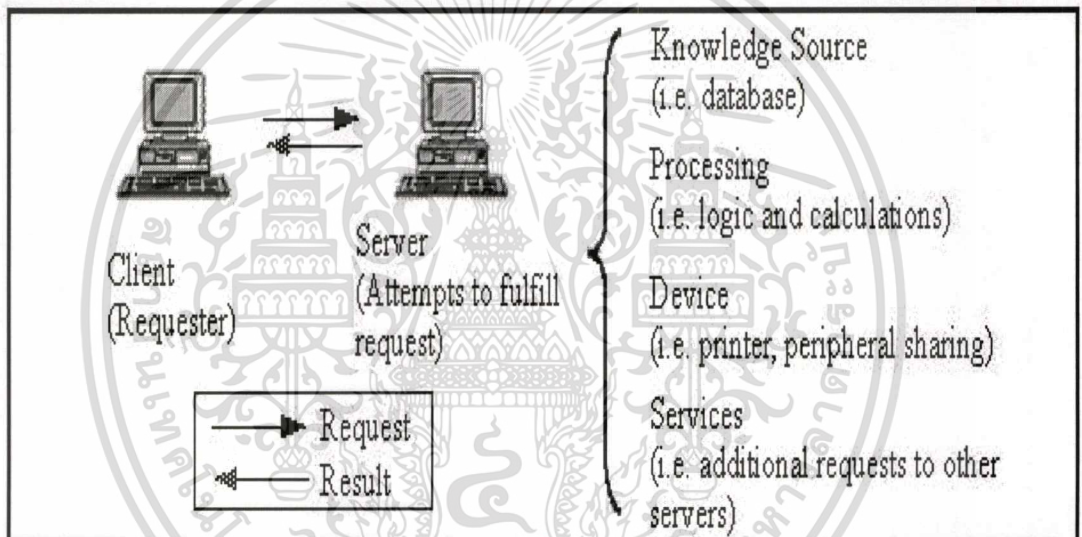 Client
(Requester)
Server
(Attempts to fulfill
request)
Request
Result
Knowledge Source
(i.e. database)
Processing
(i.e. logic and calculations)
Device
(i.e. printer, peripheral sharing)
Services
(i.e. additional requests to other
servers)